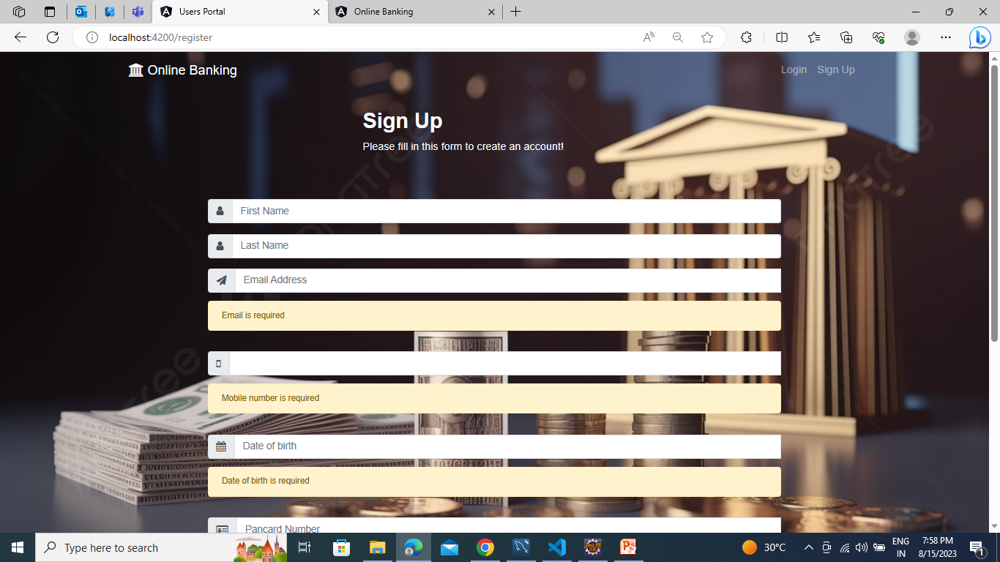 Users Portal
Online Banking
localhost:4200/register
Online Banking
Login
Sign Up
Sign Up
Please fill in this form to create an account!
First Name
Last Name
Email Address
Email is required
Mobile number is required
Date of birth
Date of birth is required
Pancard Number
Type here to search
30°C
ENG
IN
7:58 PM
8/15/2023
1